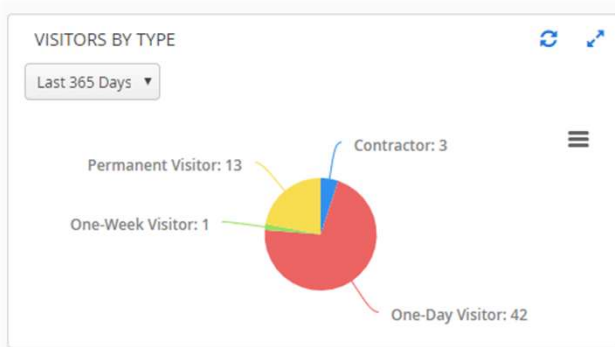 VISITORS BY TYPE
Last 365 Days
Contractor: 3
Permanent Visitor: 13
One-Week Visitor: 1
One-Day Visitor: 42